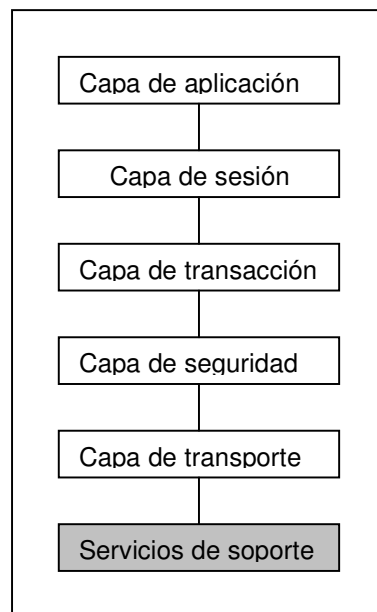 Capa de aplicación
Capa de sesión
Capa de transacción
Capa de seguridad
Capa de transporte
Servicios de soporte